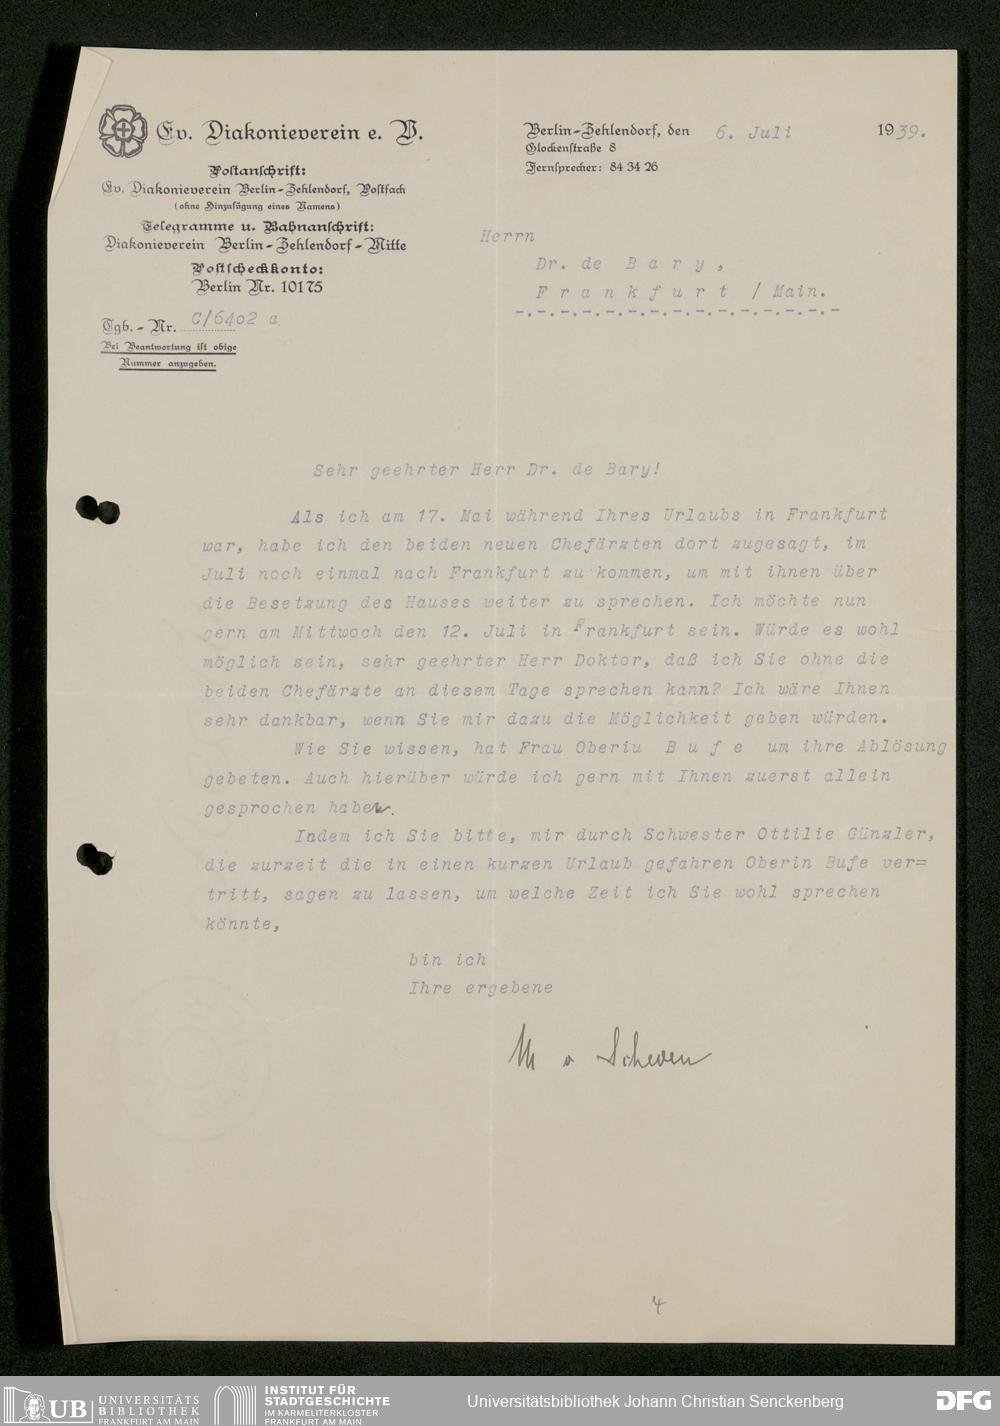 Ev. Diakonieverein e. V.
Postanschrift:
Ev. Diakonieverein Berlin-Zehlendorf, Postfach
(ohne Hinzufügung eines Namens)
Telegramme u. Bahnanschrift:
Diakonieverein Berlin-Zehlendorf-Mitte
Postscheckkonto:
Berlin Nr. 10175
Tgb.-Nr. C/6402 a
Bei Beantwortung ist obige
Nummer anzugeben.
Berlin-Zehlendorf, den 6. Juli 1939.
Glockenstraße 8
Fernsprecher: 84 34 26
Herrn
Dr. de B a r y ,
F r a n k f u r t / Main.
-.-.-.-.-.-.-.-.-.-.-.-.-.-.-
Sehr geehrter Herr Dr. de Bary!
Als ich am 17. Mai während Ihres Urlaubs in Frankfurt
war, habe ich den beiden neuen Chefärzten dort zugesagt, im
Juli noch einmal nach Frankfurt zu kommen, um mit ihnen über
die Besetzung des Hauses weiter zu sprechen. Ich möchte nun
gern am Mittwoch den 12. Juli in Frankfurt sein. Würde es wohl
möglich sein, sehr geehrter Herr Doktor, daß ich Sie ohne die
beiden Chefärzte an diesem Tage sprechen kann? Ich wäre Ihnen
sehr dankbar, wenn Sie mir dazu die Möglichkeit geben würden.
Wie Sie wissen, hat Frau Oberiu B u f e um ihre Ablösung
gebeten. Auch hierüber würde ich gern mit Ihnen zuerst allein
gesprochen haben.
Indem ich Sie bitte, mir durch Schwester Ottilie Günzler,
die zurzeit die in einen kurzen Urlaub gefahren Oberin Bufe ver=
tritt, sagen zu lassen, um welche Zeit ich Sie wohl sprechen
könnte,
bin ich
Ihre ergebene
M v Scheven
4
UB UNIVERSITÄTS
BIBLIOTHEK
FRANKFURT AM MAIN
INSTITUT FÜR
STADTGESCHICHTE
IM KARMELITERKLOSTER
FRANKFURT AM MAIN
Universitätsbibliothek Johann Christian Senckenberg
DFG